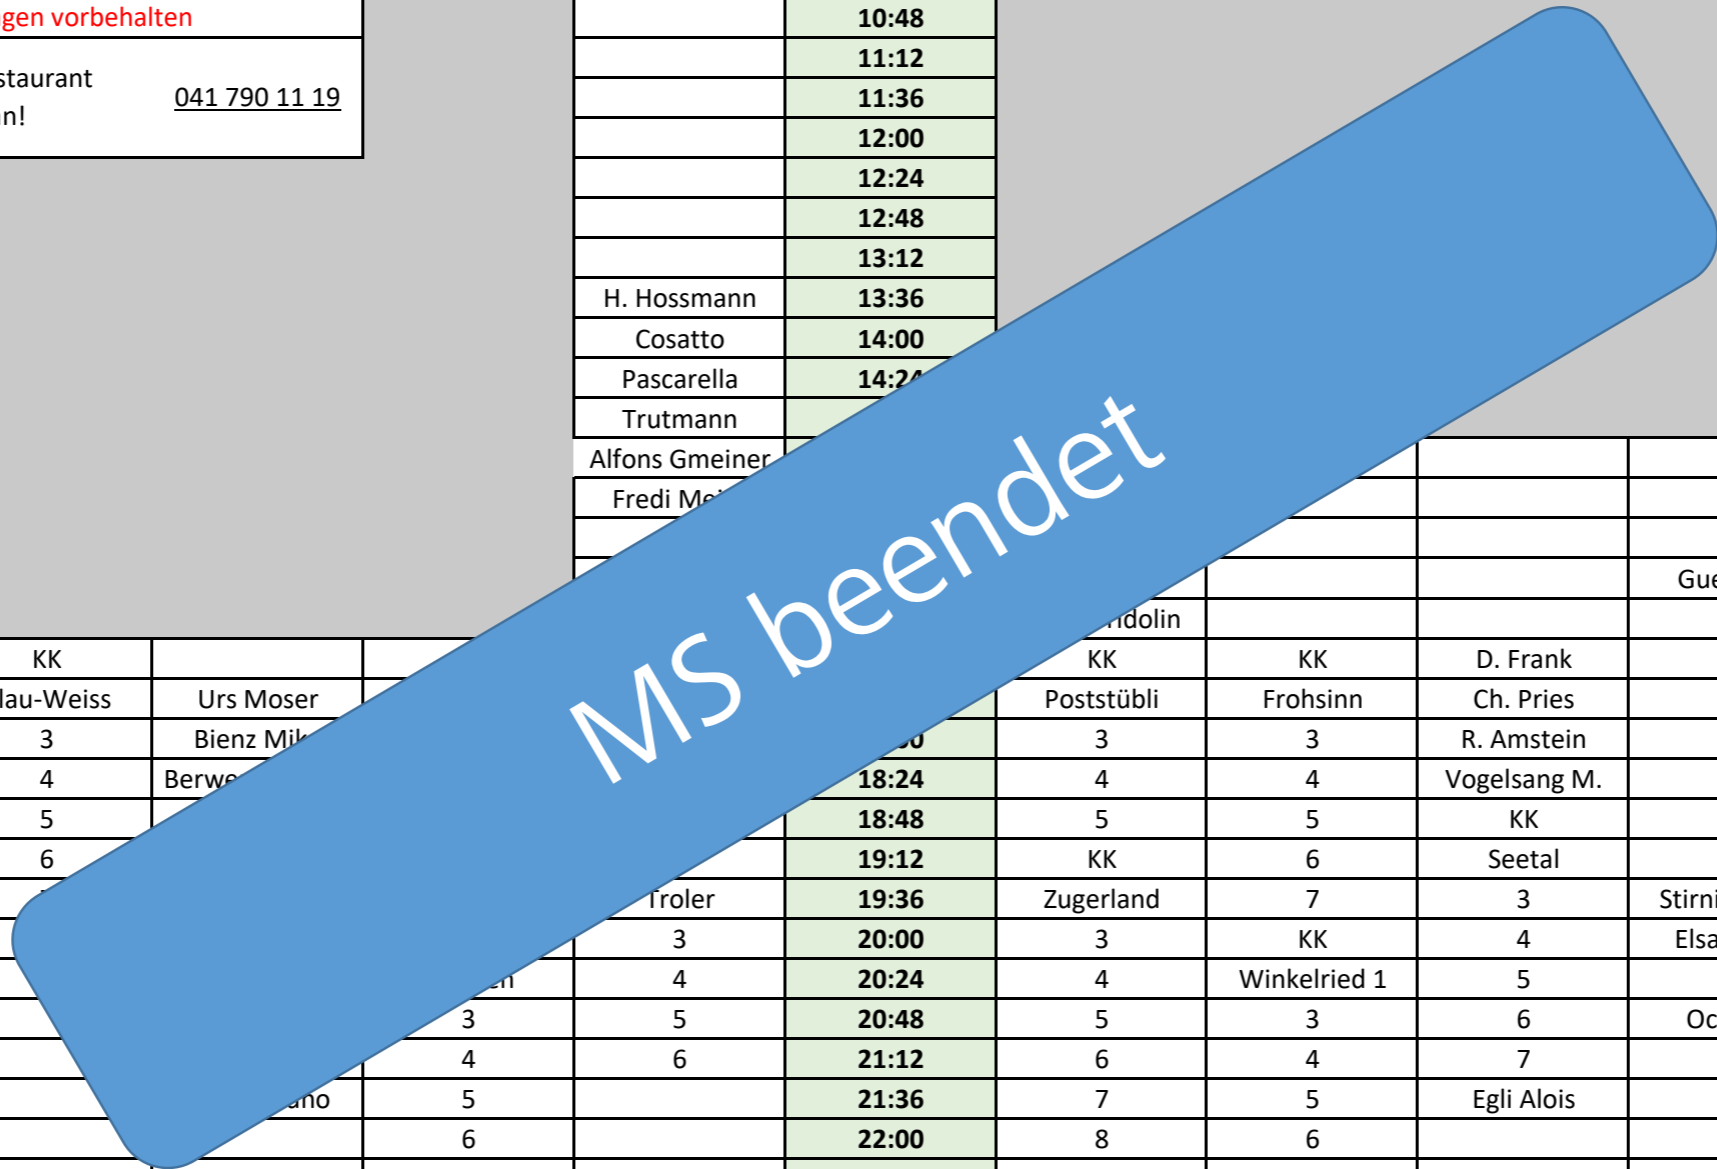 vorbehalten 10:48
11:12
041 790 11 19
11:36
12:00
12:24
12:48
13:12
H. Hossmann 13:36
Cosatto 14:00
Pascarella 14:24
Trutmann
Alfons Gmeiner
Fredi
MS beendet
KK KK KK D. Frank
Urs Moser Poststübli Frohsinn Ch. Pries
3 Bienz 3 3 R. Amstein
4 18:24 4 4 Vogelsang M.
5 18:48 5 5 KK
6 19:12 KK 6 Seetal
Troler 19:36 Zugerland 7 3
3 20:00 3 KK 4
4 20:24 4 Winkelried 1 5
3 5 20:48 5 3 6
4 6 21:12 6 4 7
5 21:36 7 5 Egli Alois
6 22:00 8 6